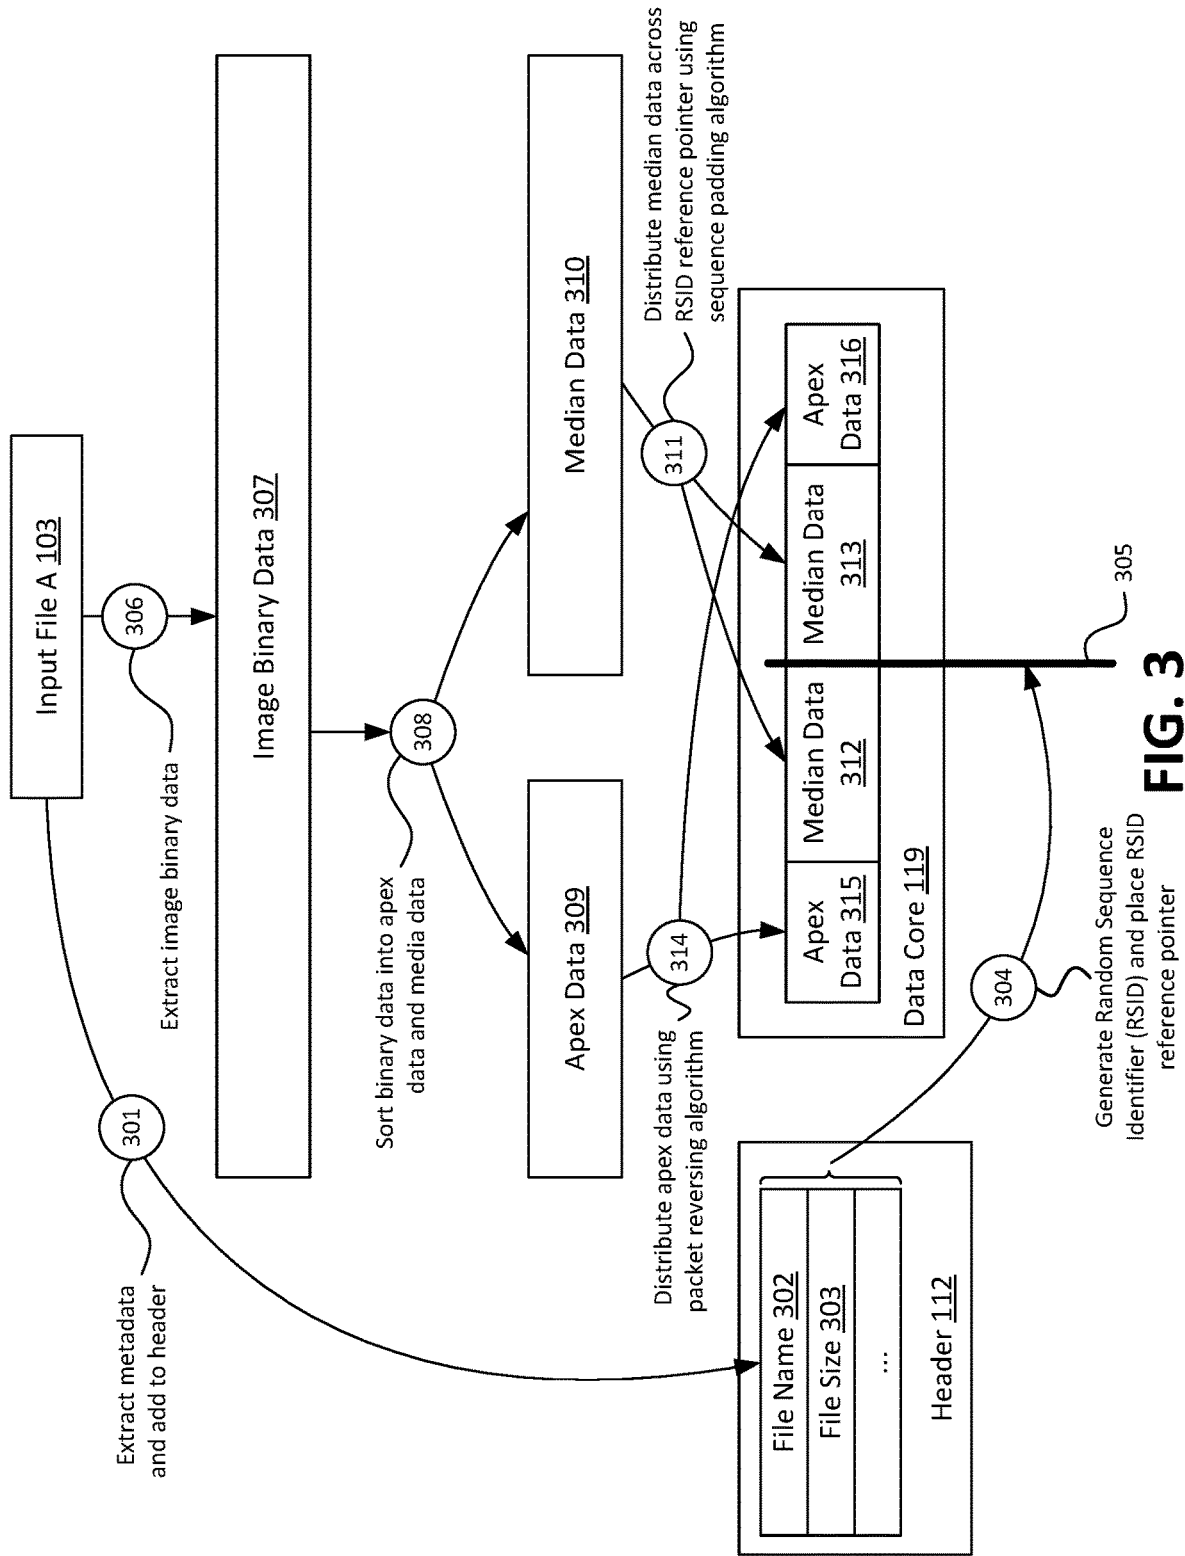 Input File A 103
301
Extract metadata
and add to header
306
Extract image binary data
Image Binary Data 307
308
Sort binary data into apex
data and media data
Apex Data 309
Median Data 310
314
Distribute apex data using
packet reversing algorithm
311
Distribute median data across
RSID reference pointer using
sequence padding algorithm
File Name 302
File Size 303
...
Header 112
Apex
Data 315
Median Data
312
Median Data
313
Apex
Data 316
Data Core 119
304
Generate Random Sequence
Identifier (RSID) and place RSID
reference pointer
305
FIG. 3